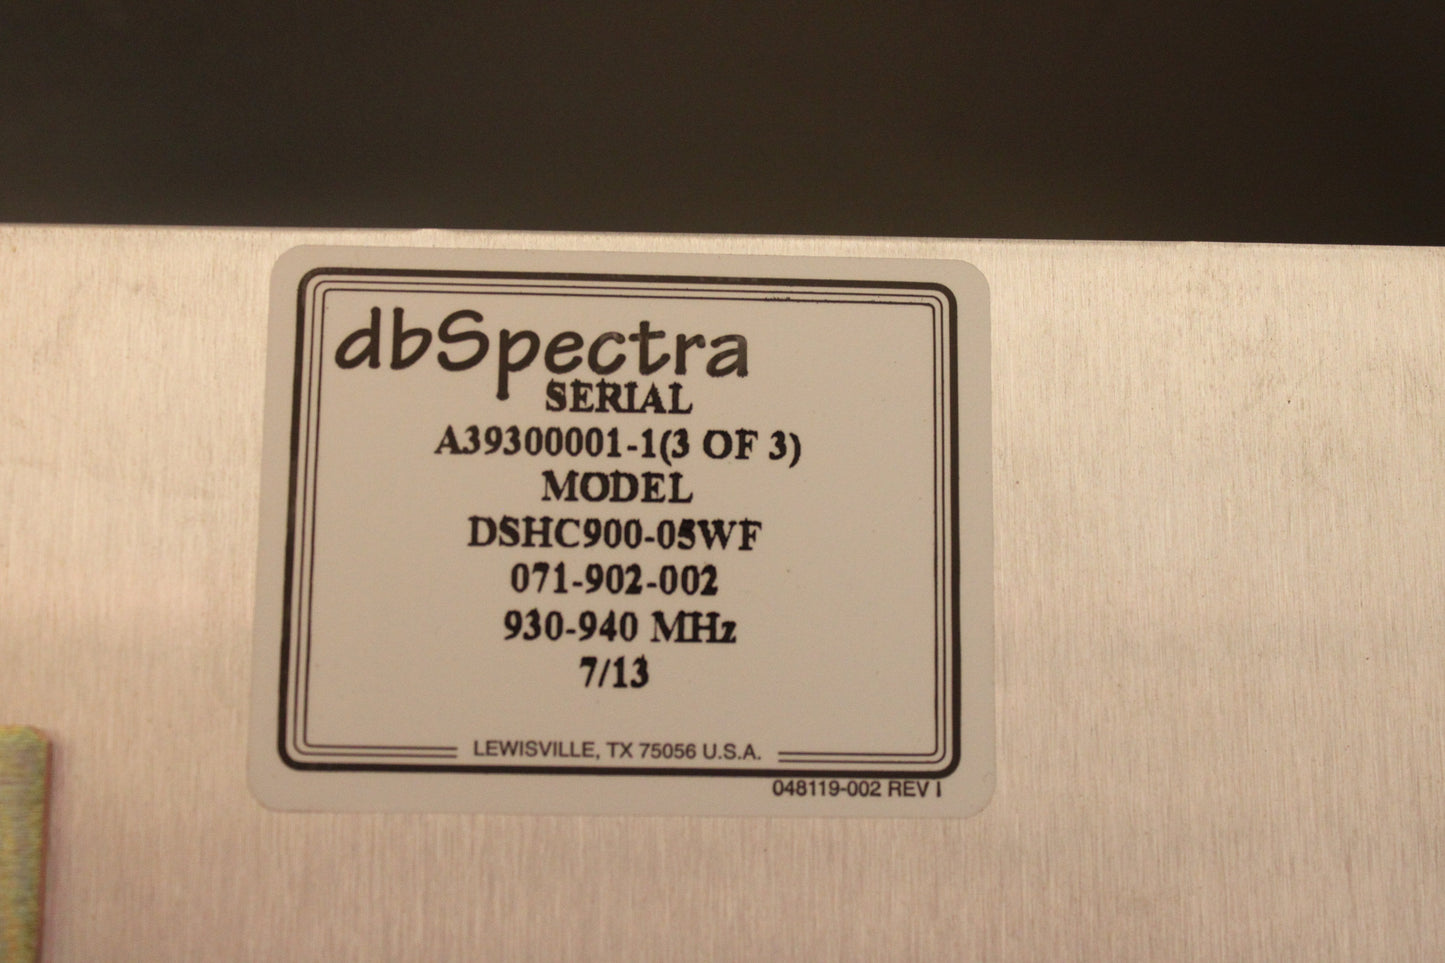 dbSpectra
SERIAL
A39300001-1(3 OF 3)
MODEL
DSHC900-05WF
071-902-002
930-940 MHz
7/13
LEWISVILLE, TX 75056 U.S.A.
048119-002 REV I